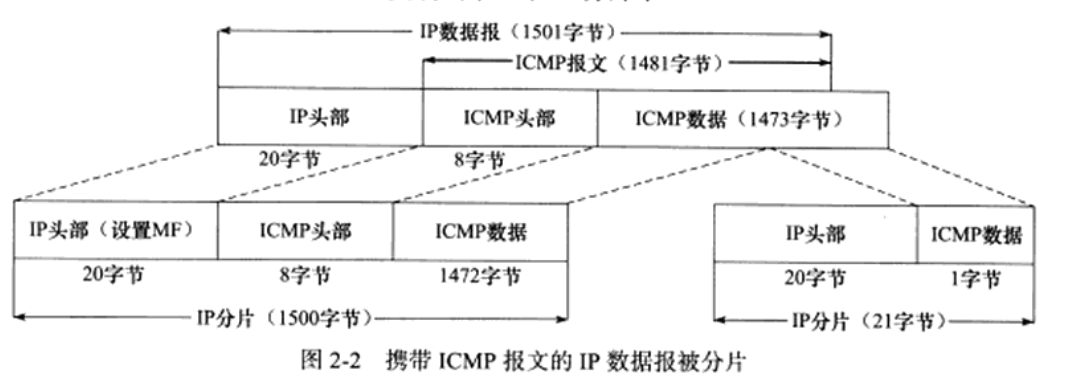 IP数据报（1501字节）
ICMP报文（1481字节）
IP头部 ICMP头部 ICMP数据（1473字节）
20字节 8字节
IP头部（设置MF） ICMP头部 ICMP数据 IP头部 ICMP数据
20字节 8字节 1472字节 20字节 1字节
IP分片（1500字节） IP分片（21字节）
图 2-2 携带 ICMP 报文的 IP 数据报被分片